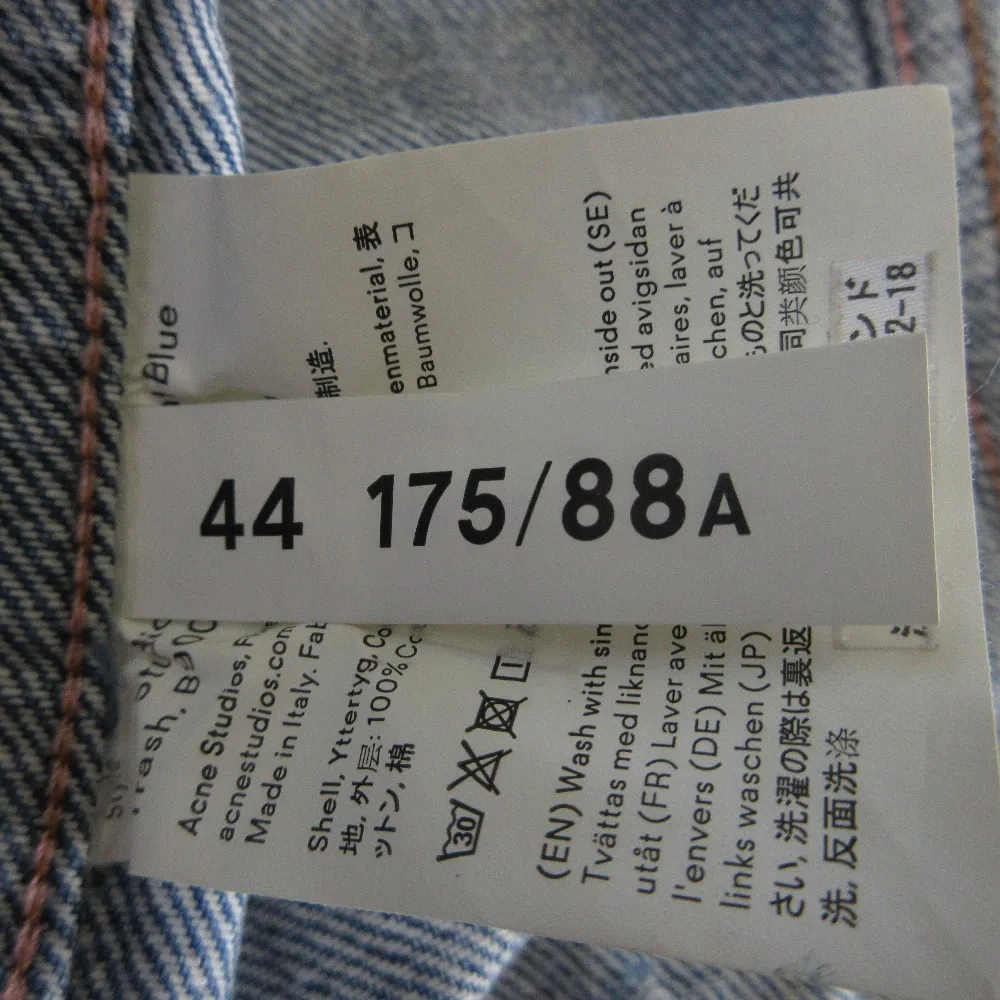 44 175/88A
/Blue
Trash,
Acne Studios,
acnestudios.com
Made in Italy.
制造.
Shell, Yttertyg,
enmaterial, 表
地, 外层: 100%
Baumwolle, コ
ットン, 棉
30
(EN) Wash with
nside out (SE)
Tvättas med
ed avigsidan
utåt (FR) Laver
aires, laver à
l'envers (DE) Mit
chen, auf
links waschen (JP)
ものと洗ってくだ
さい, 洗濯の際は裏返
同类颜色可共
洗, 反面洗涤
ンド
2-18